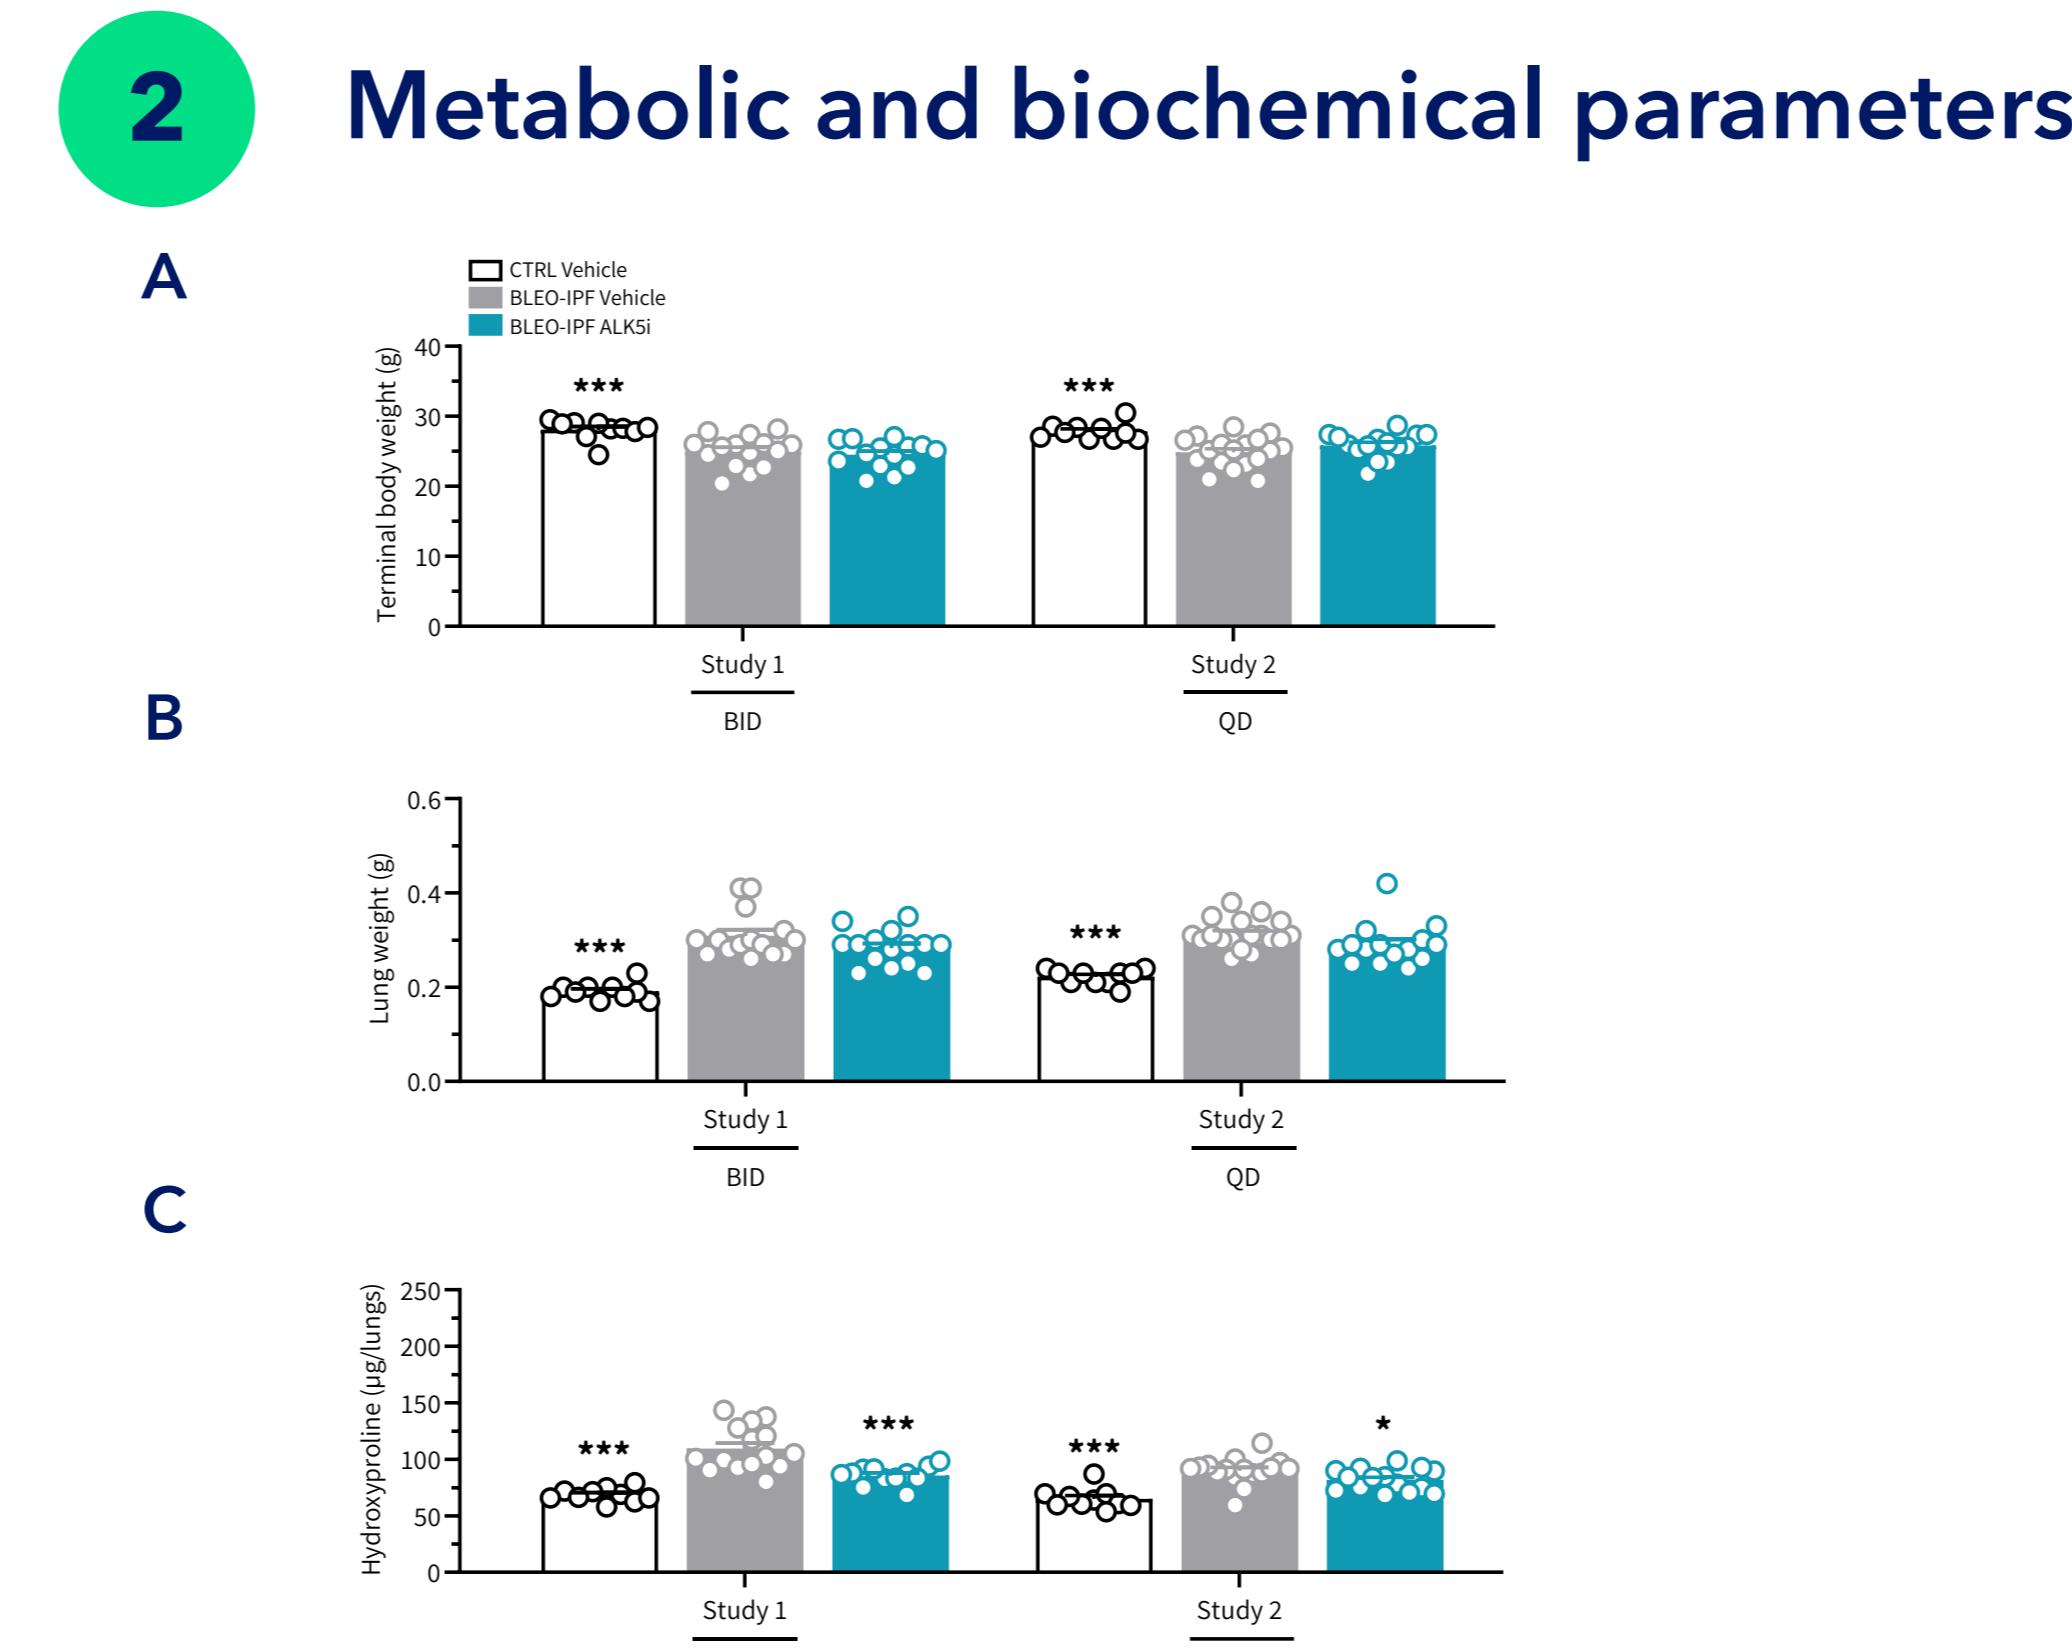 2
Metabolic and biochemical parameters
A
CTRL Vehicle
BLEO-IPF Vehicle
BLEO-IPF ALK5i
Terminal body weight (g)
40
30
20
10
0
***
***
Study 1
Study 2
BID
QD
B
Lung weight (g)
0.6
0.4
0.2
0.0
***
***
Study 1
Study 2
BID
QD
C
Hydroxyproline (µg/lungs)
250
200
150
100
50
0
***
***
***
*
Study 1
Study 2